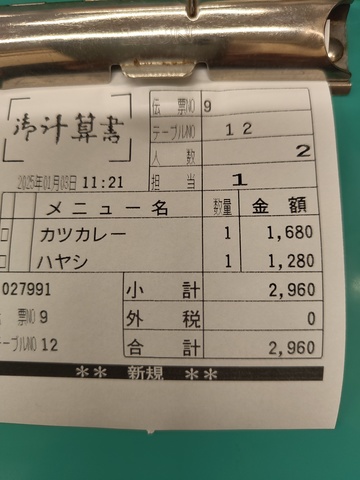 御計算書
伝票NO 9
テーブルNO 12
人数 2
2025年01月03日 11:21 担当 1
メニュー名 数量 金額
カツカレー 1 1,680
ハヤシ 1 1,280
027991 小計 2,960
票NO 9 外税 0
ーブルNO 12 合計 2,960
** 新規 **